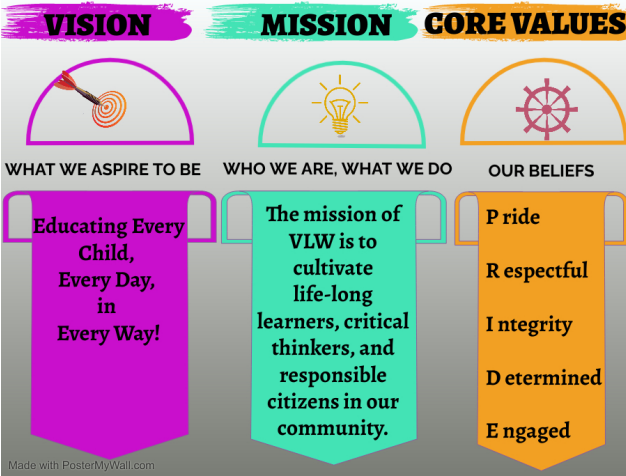 VISION
WHAT WE ASPIRE TO BE
Educating Every
Child,
Every Day,
in
Every Way!
MISSION
WHO WE ARE, WHAT WE DO
The mission of
VLW is to
cultivate
life-long
learners, critical
thinkers, and
responsible
citizens in our
community.
CORE VALUES
OUR BELIEFS
P ride
R espectful
I ntegrity
D etermined
E ngaged
Made with PosterMyWall.com